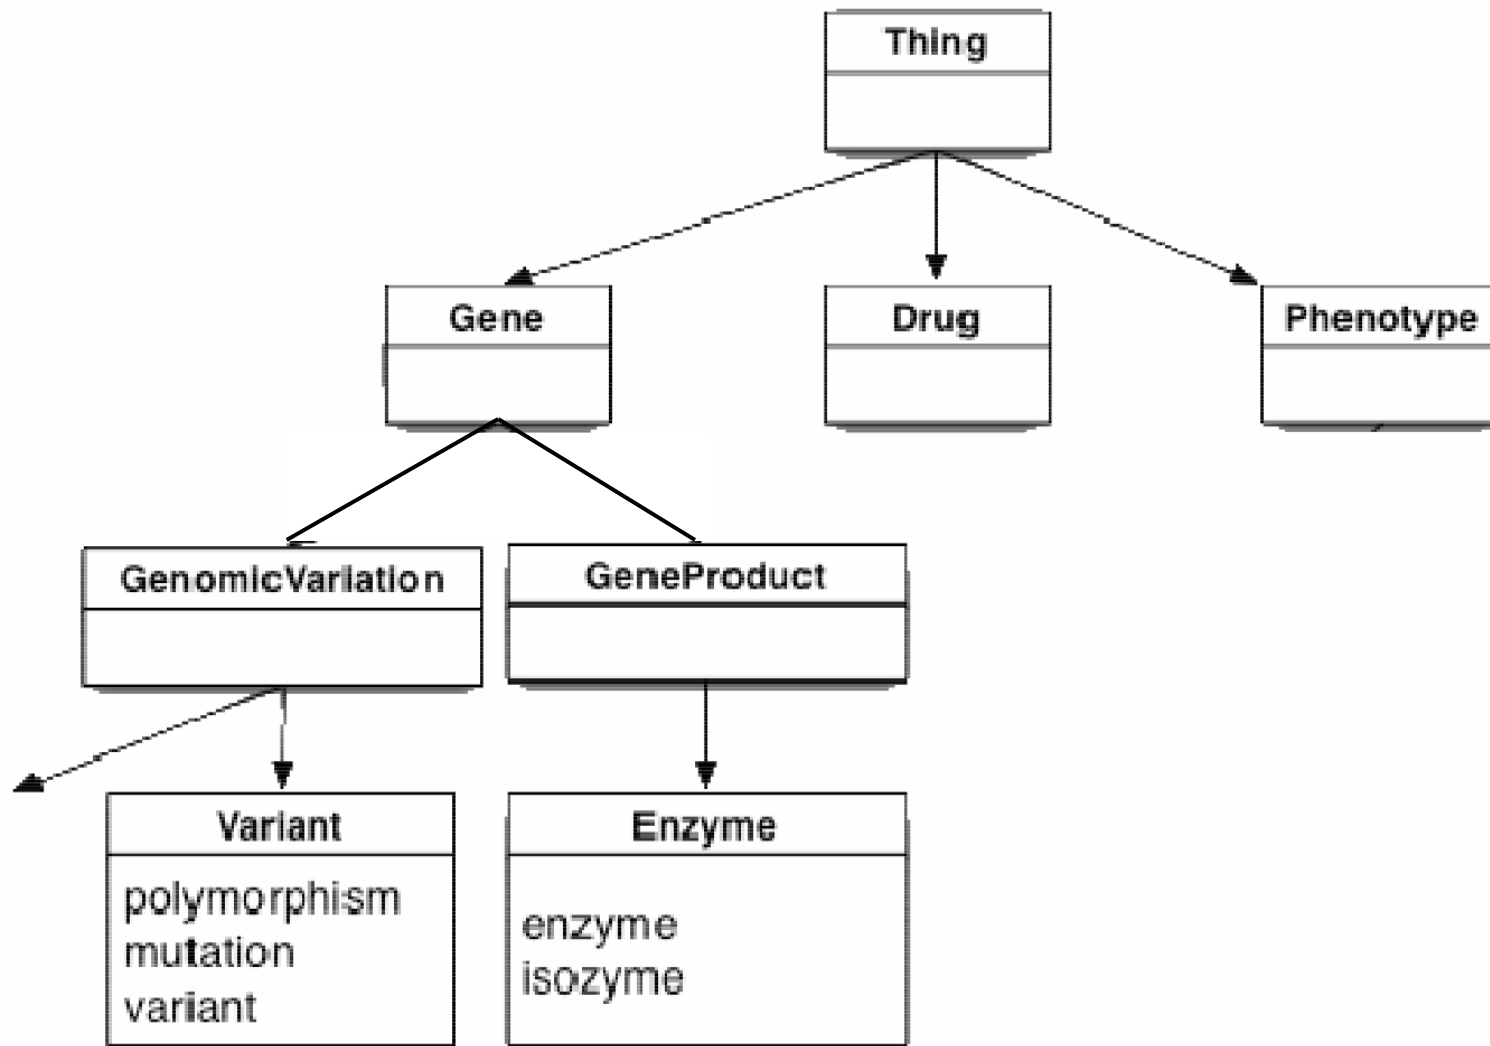 Thing
Gene
Drug
Phenotype
GenomicVariation
GeneProduct
Variant
polymorphism
mutation
variant
Enzyme
enzyme
isozyme